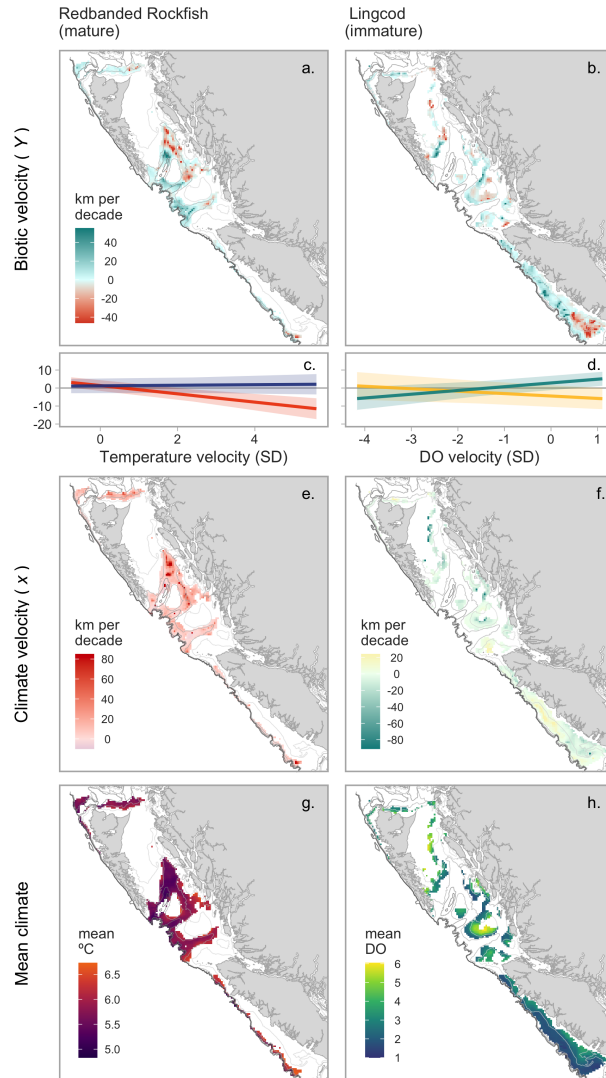 Redbanded Rockfish
(mature)
Lingcod
(immature)
Biotic velocity ( Y )
a.
km per
decade
40
20
0
-20
-40
b.
10
0
-10
-20
c.
d.
0
2
4
-4
-3
-2
-1
0
1
Temperature velocity (SD)
DO velocity (SD)
Climate velocity ( x )
e.
km per
decade
80
60
40
20
0
f.
km per
decade
20
0
-20
-40
-60
-80
Mean climate
g.
mean
ºC
6.5
6.0
5.5
5.0
h.
mean
DO
6
5
4
3
2
1